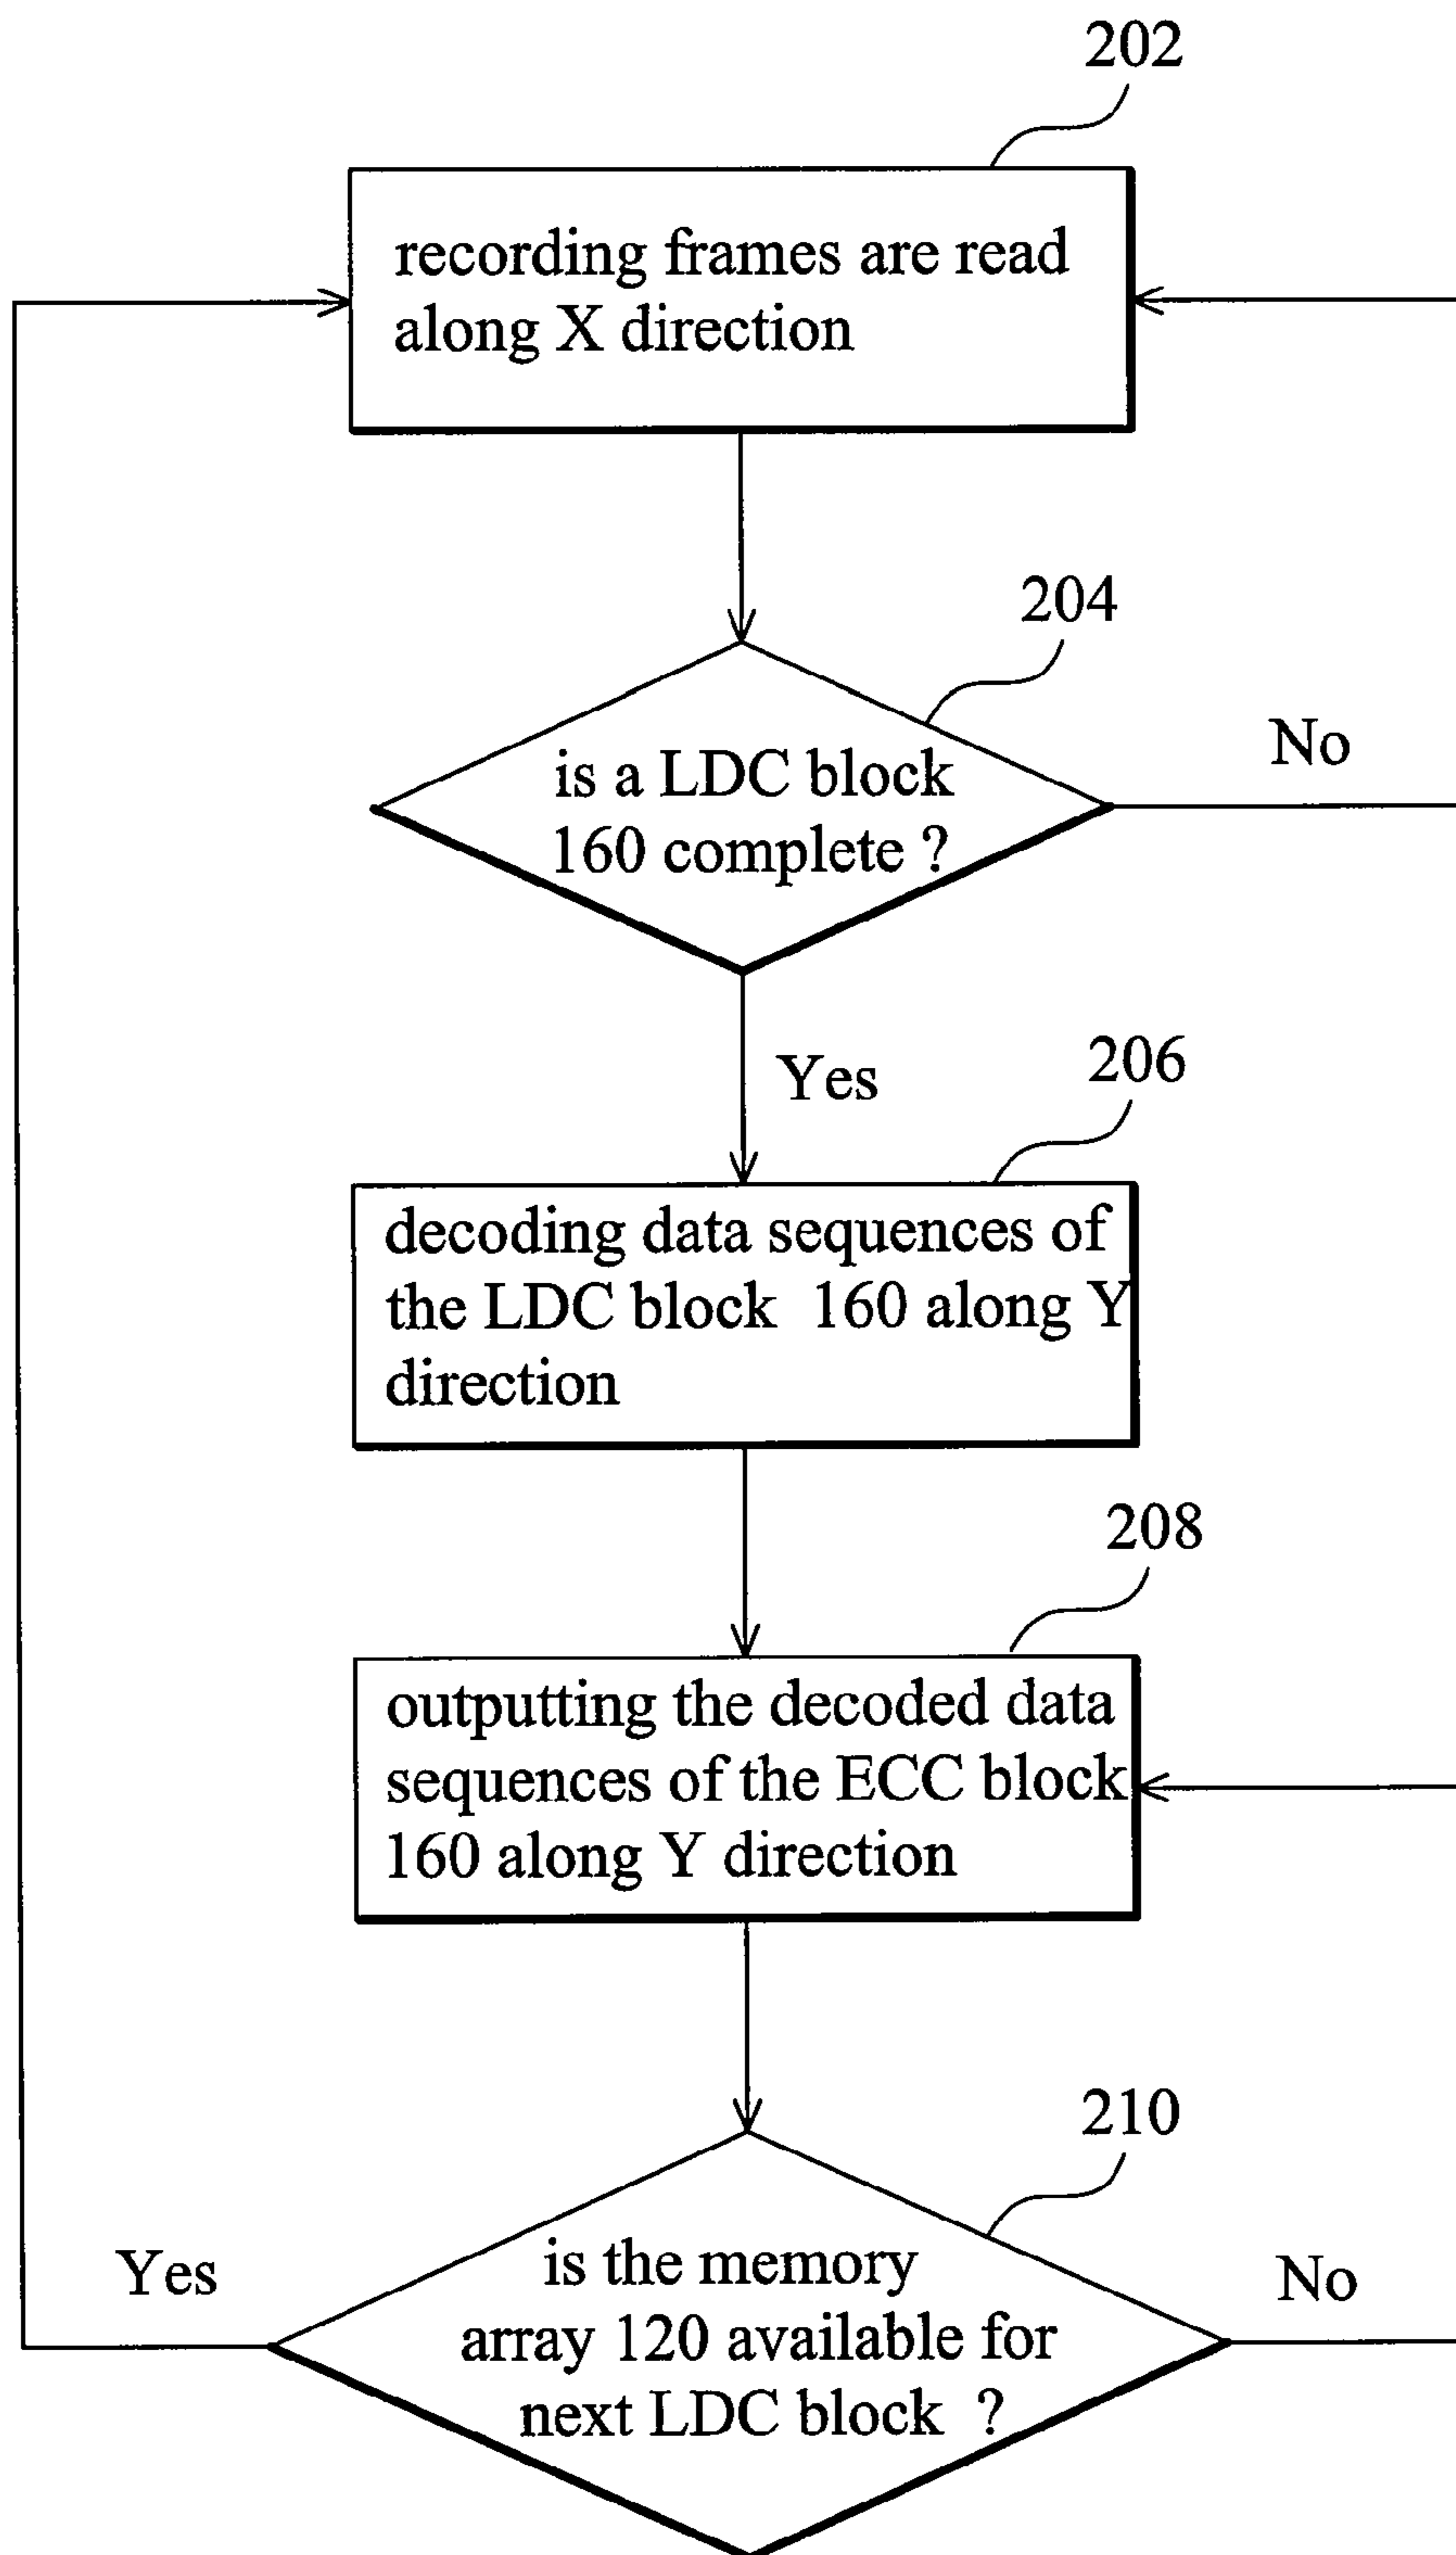 202
recording frames are read
along X direction
204
is a LDC block
160 complete ?
No
Yes
206
decoding data sequences of
the LDC block 160 along Y
direction
208
outputting the decoded data
sequences of the ECC block
160 along Y direction
210
is the memory
array 120 available for
next LDC block ?
Yes
No